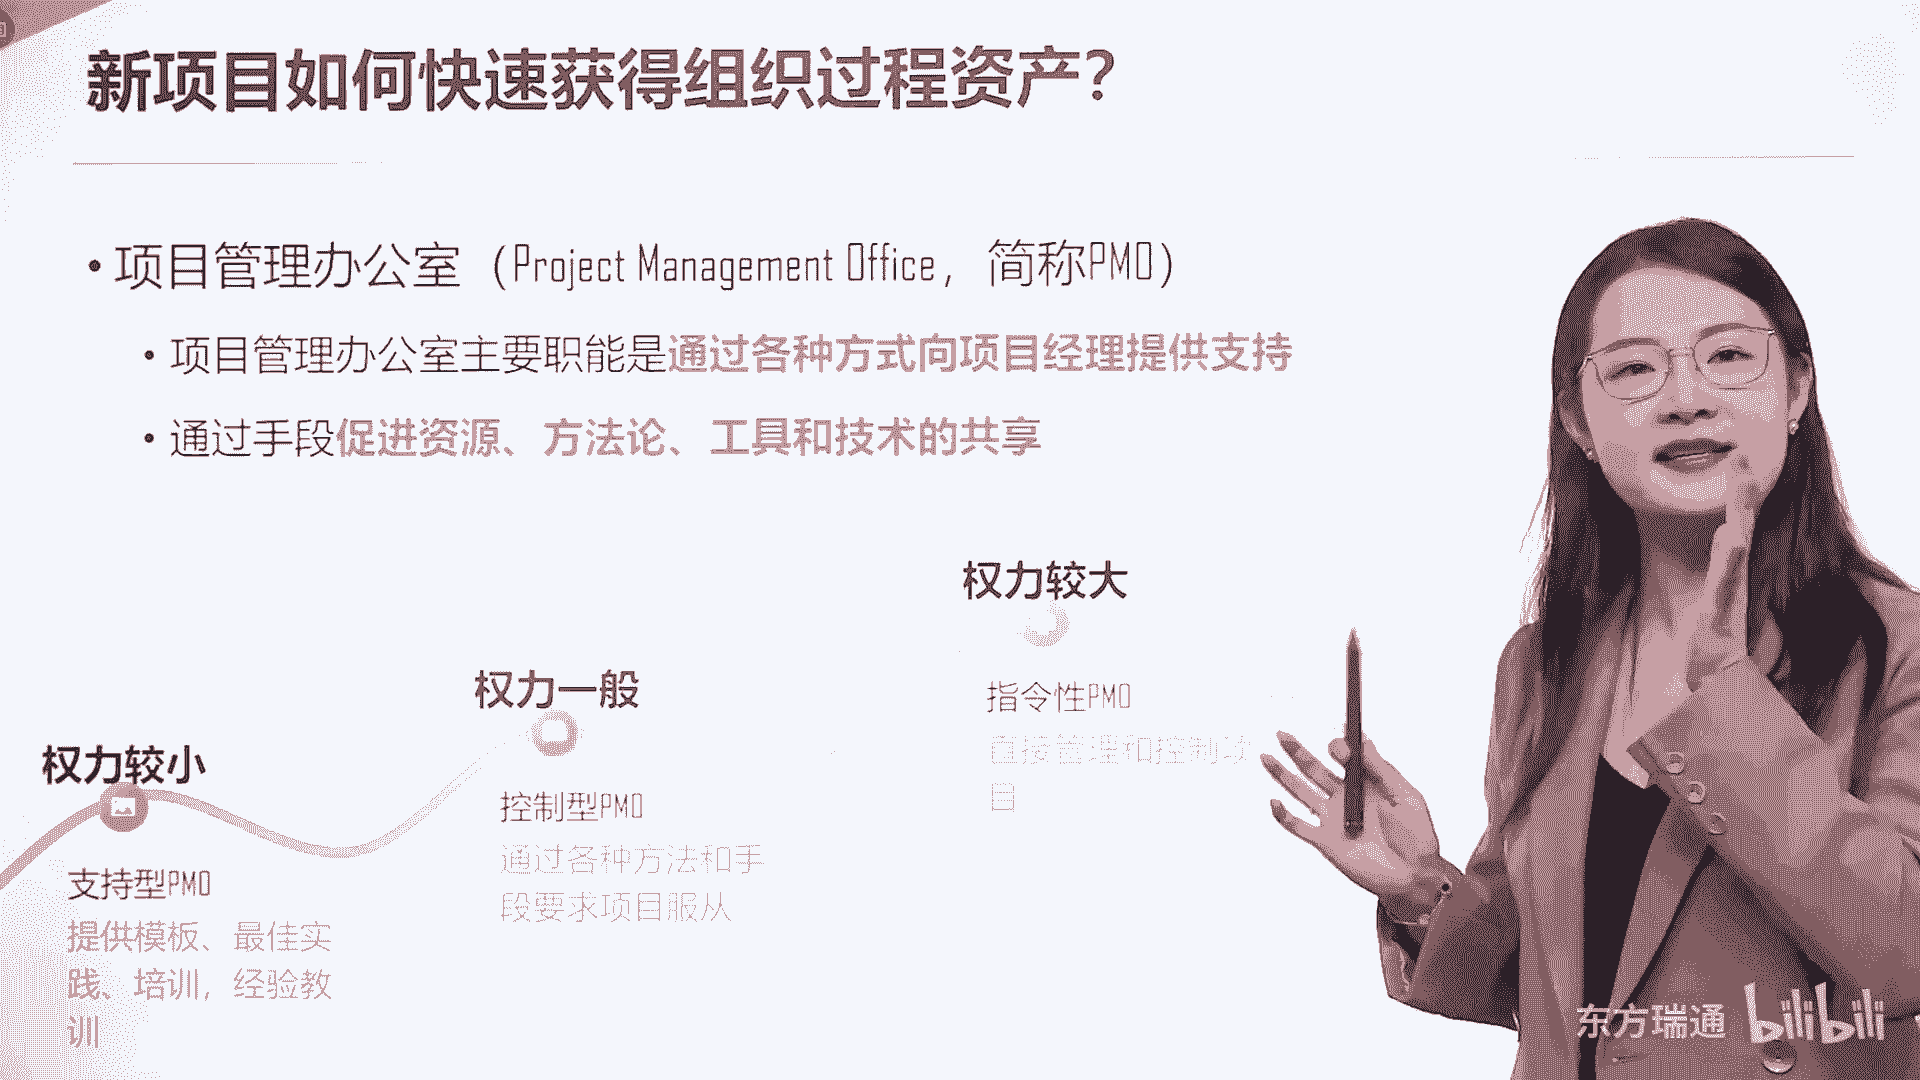 新项目如何快速获得组织过程资产？
• 项目管理办公室（Project Management Office，简称PMO）
• 项目管理办公室主要职能是通过各种方式向项目经理提供支持
• 通过手段促进资源、方法论、工具和技术的共享
权力较大
指令性PMO
直接管理和控制项
目
权力一般
控制型PMO
通过各种方法和手
段要求项目服从
权力较小
支持型PMO
提供模板、最佳实
践、培训，经验教
训
东方瑞通 bilibili